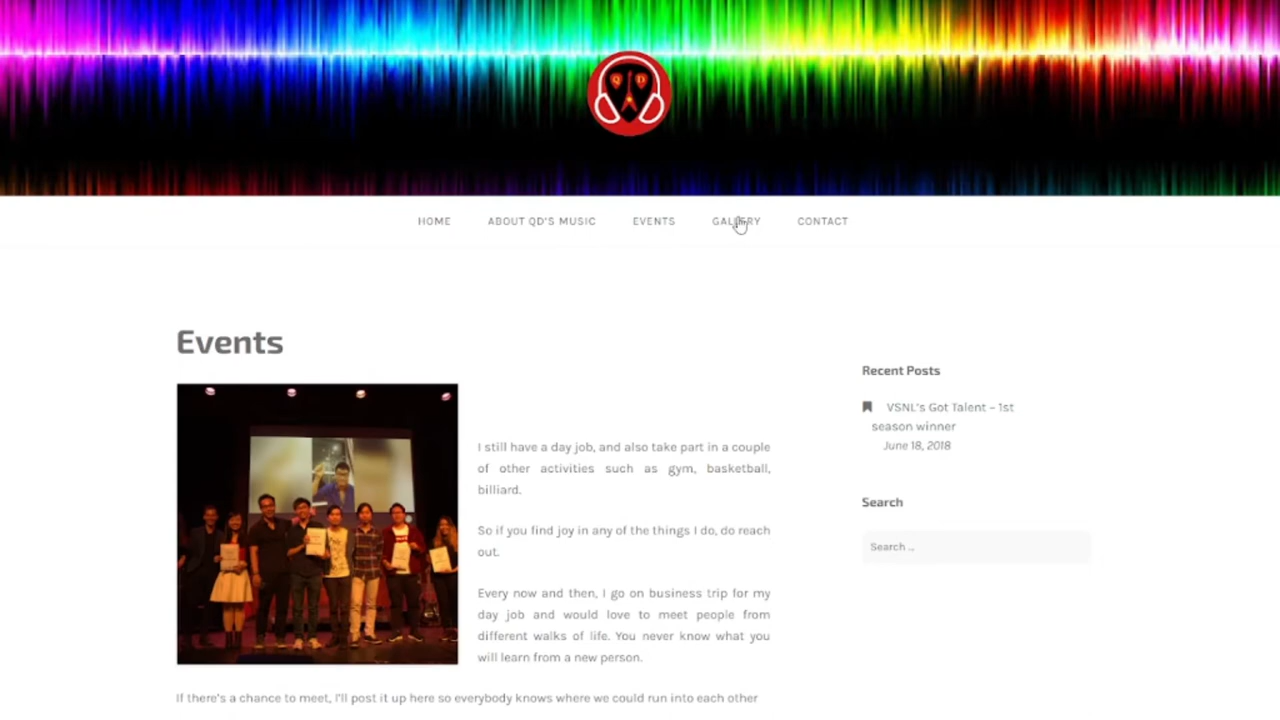 Q D
HOME ABOUT QD'S MUSIC EVENTS GALLERY CONTACT
Events
I still have a day job, and also take part in a couple
of other activities such as gym, basketball,
billiard.
So if you find joy in any of the things I do, do reach
out.
Every now and then, I go on business trip for my
day job and would love to meet people from
different walks of life. You never know what you
will learn from a new person.
If there's a chance to meet, I'll post it up here so everybody knows where we could run into each other
Recent Posts
VSNL's Got Talent – 1st
season winner
June 18, 2018
Search
Search ...